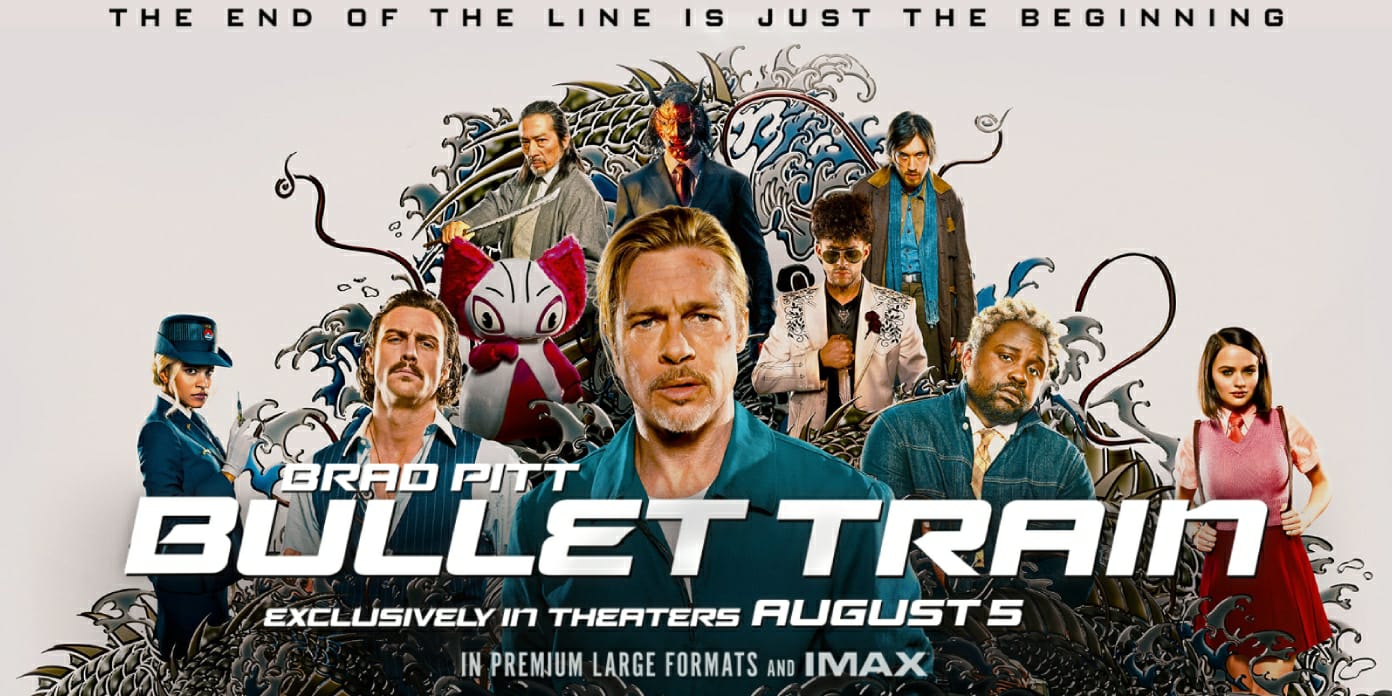 THE END OF THE LINE IS JUST THE BEGINNING
BRAD PITT
BULLET TRAIN
EXCLUSIVELY IN THEATERS AUGUST 5
IN PREMIUM LARGE FORMATS AND IMAX